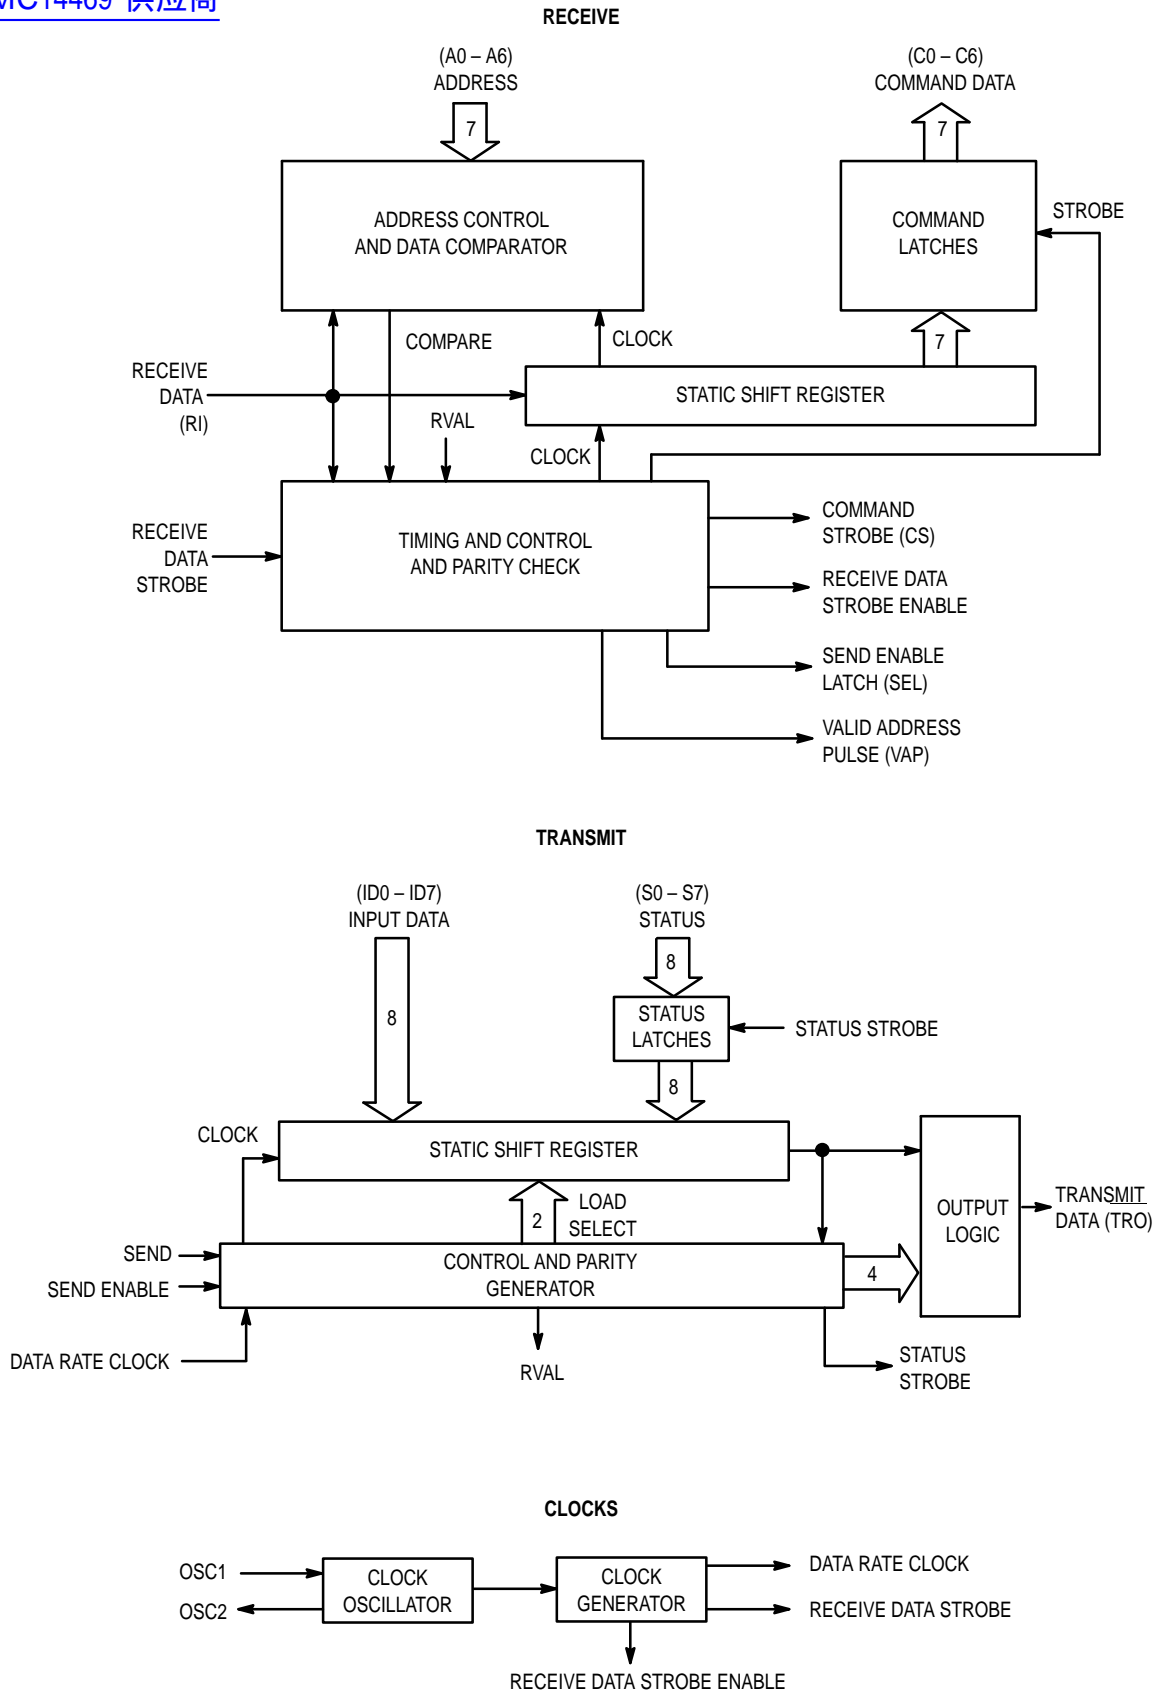 MC14469 供应商
RECEIVE
(A0 – A6)
ADDRESS
(C0 – C6)
COMMAND DATA
7
7
ADDRESS CONTROL
AND DATA COMPARATOR
COMMAND
LATCHES
STROBE
COMPARE
CLOCK
7
RECEIVE
DATA
(RI)
STATIC SHIFT REGISTER
RVAL
CLOCK
RECEIVE
DATA
STROBE
TIMING AND CONTROL
AND PARITY CHECK
COMMAND
STROBE (CS)
RECEIVE DATA
STROBE ENABLE
SEND ENABLE
LATCH (SEL)
VALID ADDRESS
PULSE (VAP)
TRANSMIT
(ID0 – ID7)
INPUT DATA
(S0 – S7)
STATUS
8
8
STATUS
LATCHES
STATUS STROBE
8
CLOCK
STATIC SHIFT REGISTER
2
LOAD
SELECT
OUTPUT
LOGIC
TRANSMIT
DATA (TRO)
SEND
SEND ENABLE
CONTROL AND PARITY
GENERATOR
4
DATA RATE CLOCK
RVAL
STATUS
STROBE
CLOCKS
OSC1
OSC2
CLOCK
OSCILLATOR
CLOCK
GENERATOR
DATA RATE CLOCK
RECEIVE DATA STROBE
RECEIVE DATA STROBE ENABLE